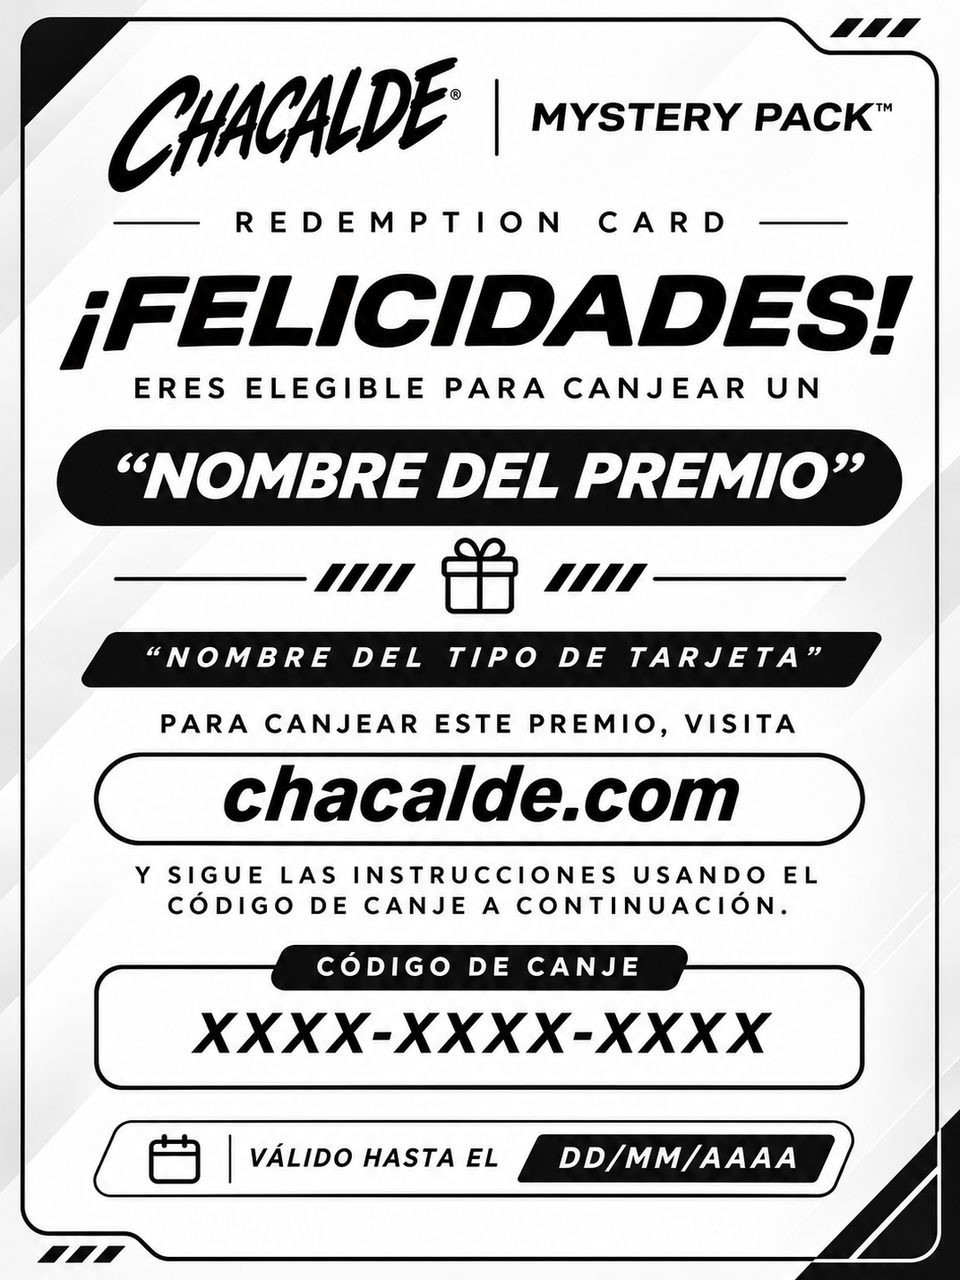 CHACALDE®
MYSTERY PACK™
REDEMPTION CARD
¡FELICIDADES!
ERES ELEGIBLE PARA CANJEAR UN
“NOMBRE DEL PREMIO”
“NOMBRE DEL TIPO DE TARJETA”
PARA CANJEAR ESTE PREMIO, VISITA
chacalde.com
Y SIGUE LAS INSTRUCCIONES USANDO EL
CÓDIGO DE CANJE A CONTINUACIÓN.
CÓDIGO DE CANJE
XXXX-XXXX-XXXX
VÁLIDO HASTA EL DD/MM/AAAA